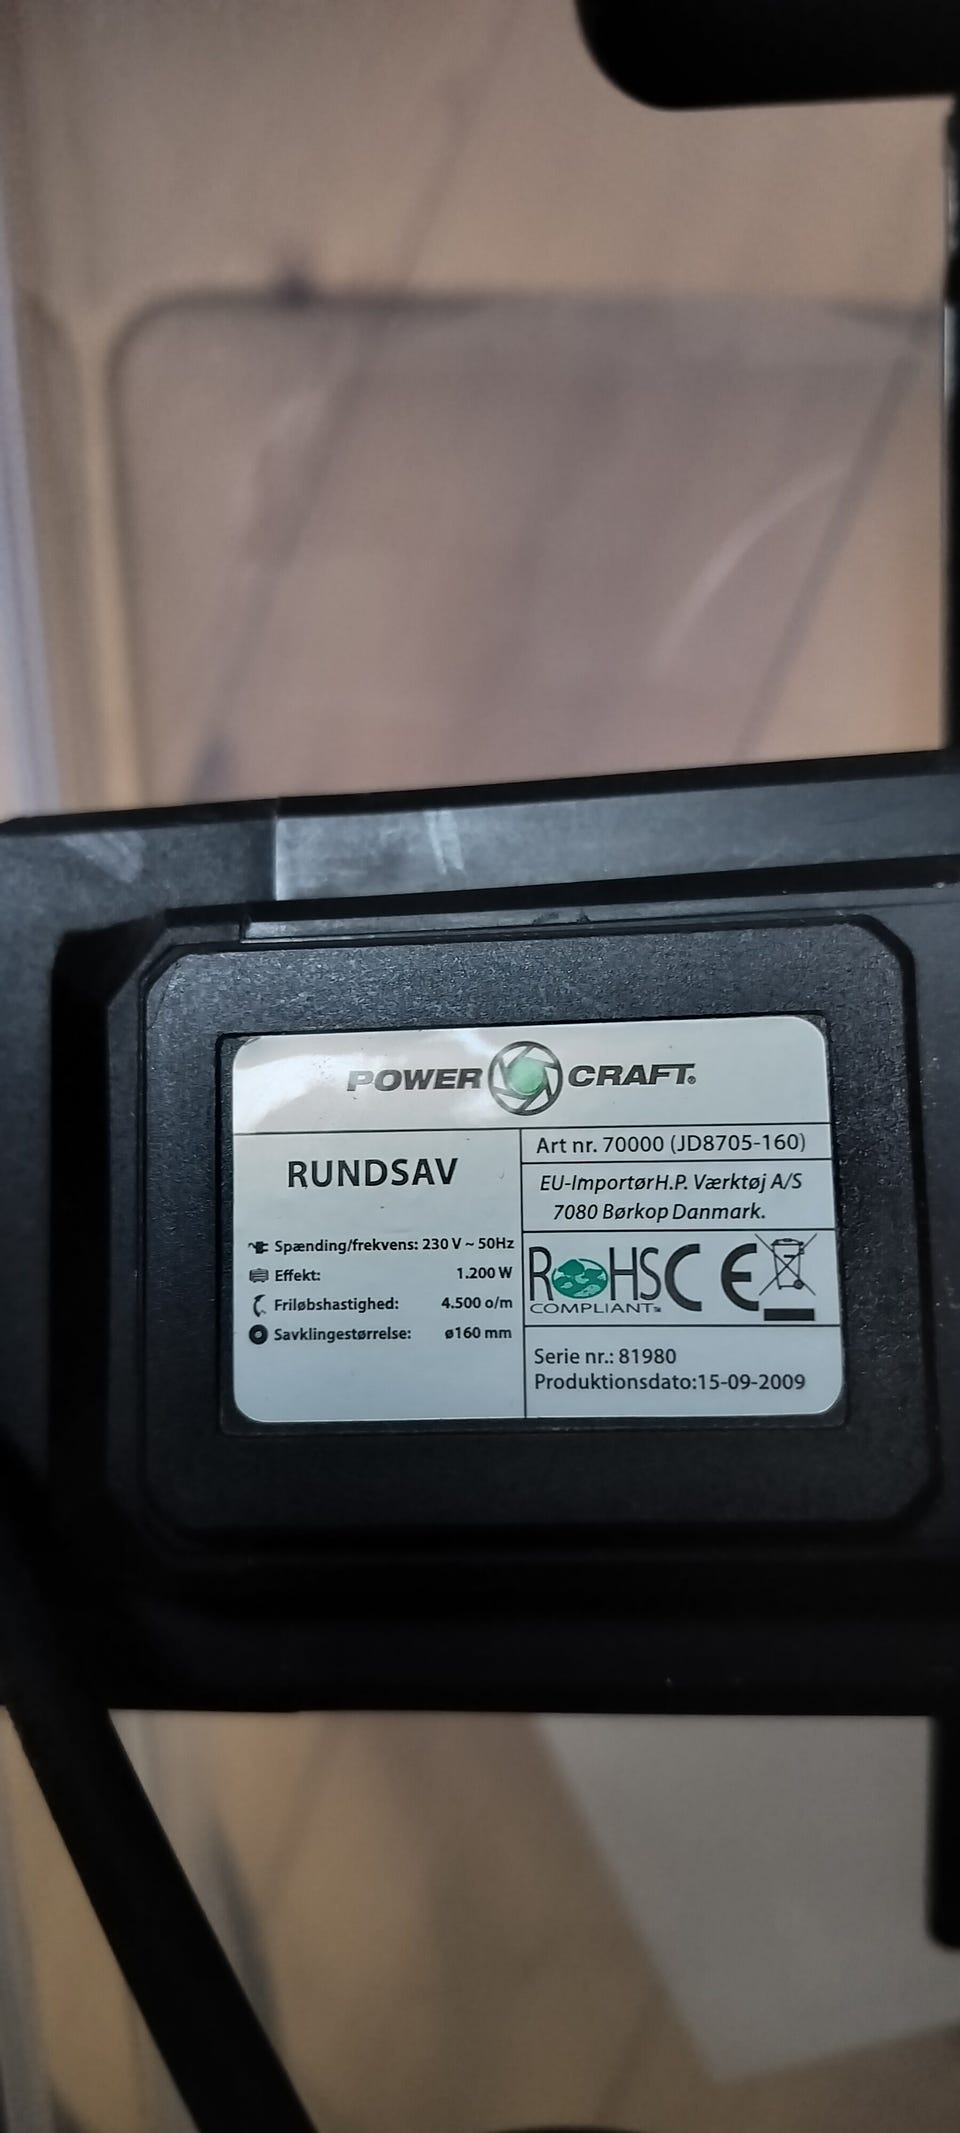 POWER CRAFT®
RUNDSAV
Spænding/frekvens: 230 V ~ 50Hz
Effekt: 1.200 W
Friløbshastighed: 4.500 o/m
Savklingestørrelse: ø160 mm
Art nr. 70000 (JD8705-160)
EU-ImportørH.P. Værktøj A/S
7080 Børkop Danmark.
RoHS CE
COMPLIANT
Serie nr.: 81980
Produktionsdato:15-09-2009